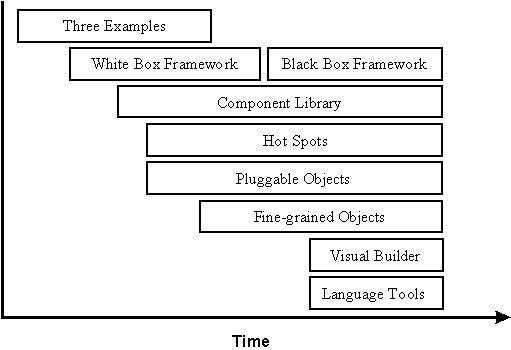 Three Examples
White Box Framework
Black Box Framework
Component Library
Hot Spots
Pluggable Objects
Fine-grained Objects
Visual Builder
Language Tools
Time